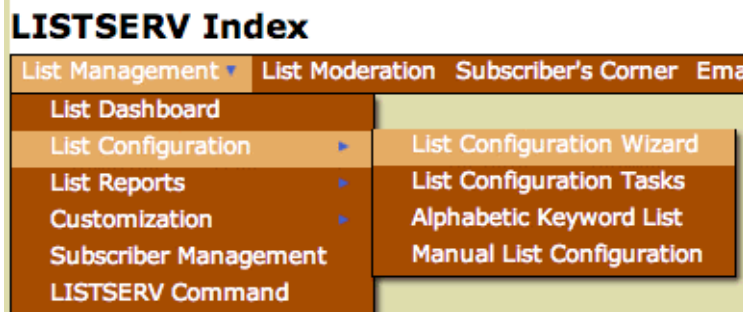 LISTSERV Index
List Management List Moderation Subscriber's Corner Ema
List Dashboard
List Configuration
List Configuration Wizard
List Reports
List Configuration Tasks
Customization
Alphabetic Keyword List
Subscriber Management
Manual List Configuration
LISTSERV Command